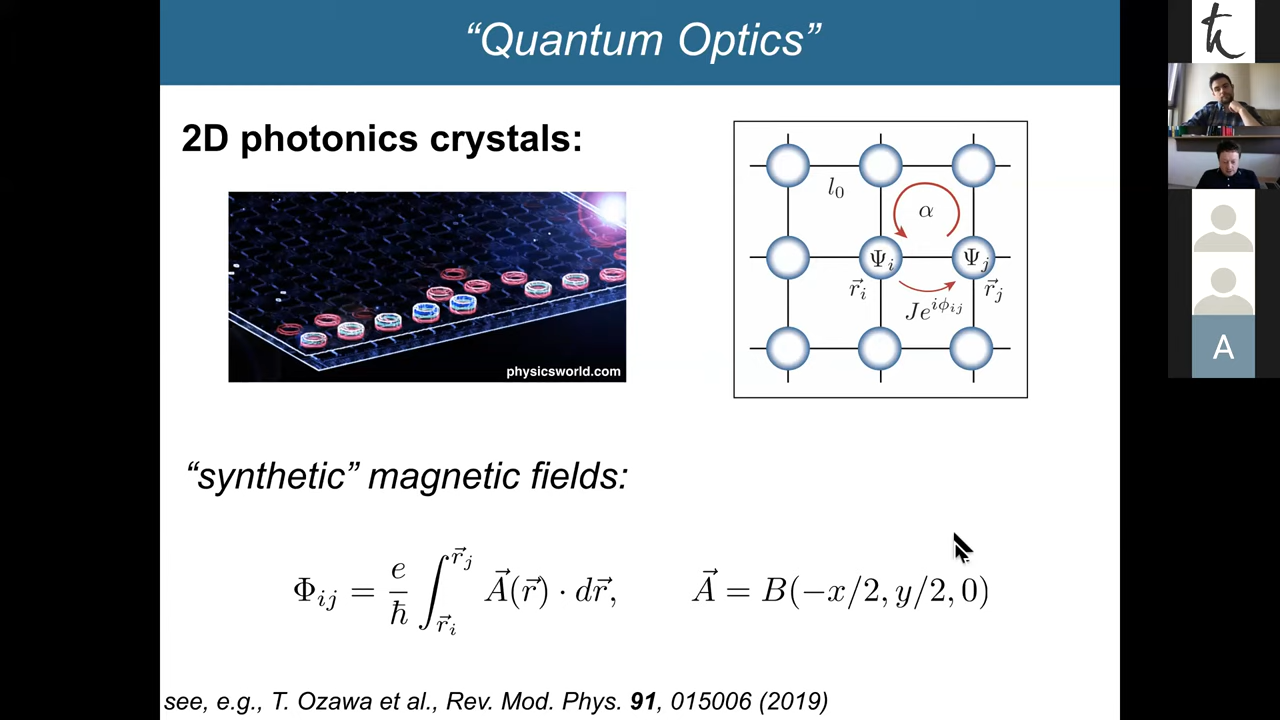 “Quantum Optics”
2D photonics crystals:
physicsworld.com
l₀
α
Ψᵢ
Ψⱼ
r⃗ᵢ
r⃗ⱼ
Je^{iϕᵢⱼ}
“synthetic” magnetic fields:
Φᵢⱼ = e/ħ ∫_{r⃗ᵢ}^{r⃗ⱼ} A⃗(r⃗) · dr⃗, A⃗ = B(−x/2, y/2, 0)
see, e.g., T. Ozawa et al., Rev. Mod. Phys. 91, 015006 (2019)
ħ
A